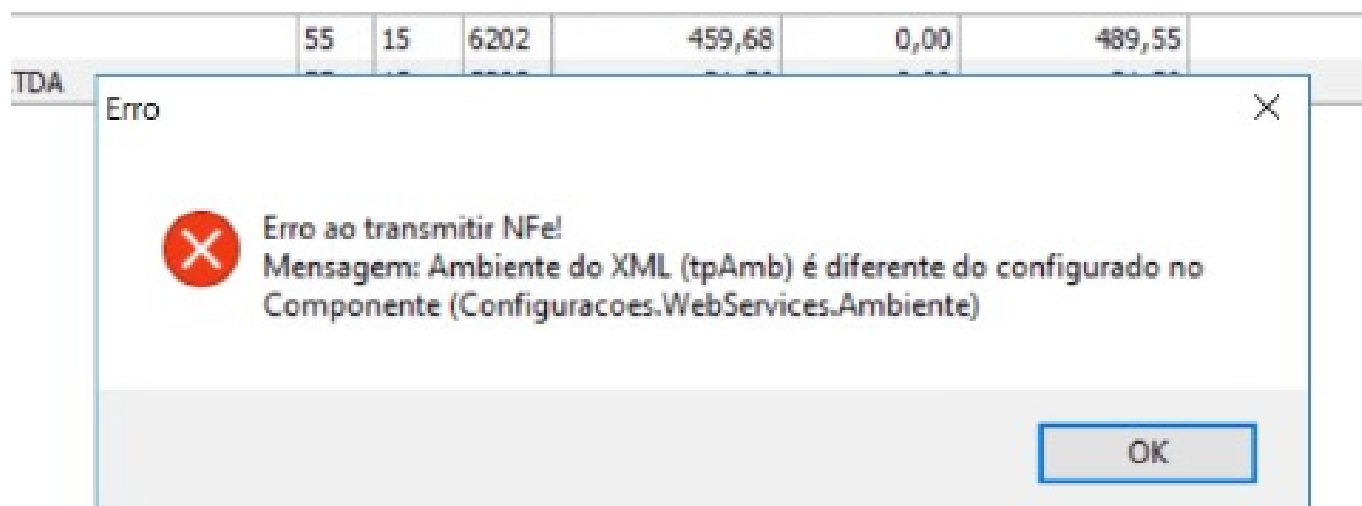 55 15 6202 459,68 0,00 489,55
TDA
Erro
Erro ao transmitir NFe!
Mensagem: Ambiente do XML (tpAmb) é diferente do configurado no
Componente (Configuracoes.WebServices.Ambiente)
OK